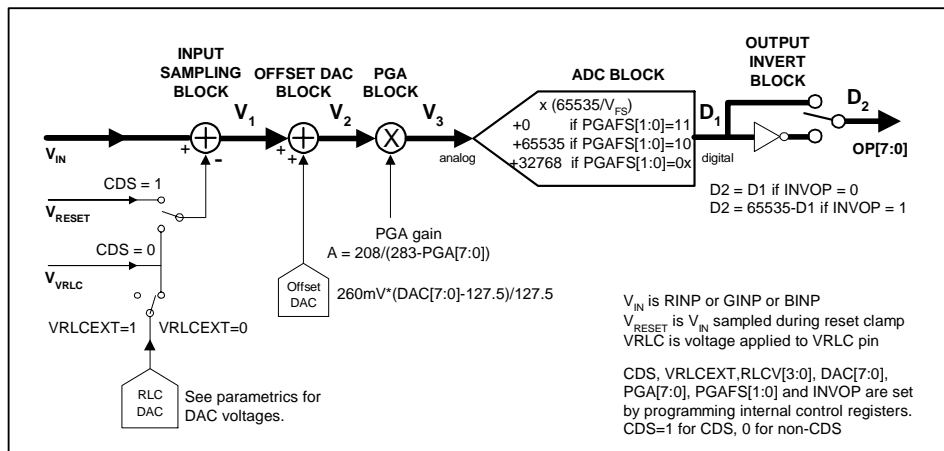 INPUT
SAMPLING
BLOCK
OFFSET DAC
BLOCK
PGA
BLOCK
ADC BLOCK
OUTPUT
INVERT
BLOCK
V1
V2
V3
x (65535/VFS)
+0 if PGAFS[1:0]=11
+65535 if PGAFS[1:0]=10
+32768 if PGAFS[1:0]=0x
D1
D2
VIN
+
+
-
+
+
X
analog
digital
OP[7:0]
CDS = 1
VRESET
CDS = 0
VVRLC
VRLCEXT=1
VRLCEXT=0
RLC
DAC
See parametrics for
DAC voltages.
PGA gain
A = 208/(283-PGA[7:0])
Offset
DAC
260mV*(DAC[7:0]-127.5)/127.5
D2 = D1 if INVOP = 0
D2 = 65535-D1 if INVOP = 1
VIN is RINP or GINP or BINP
VRESET is VIN sampled during reset clamp
VRLC is voltage applied to VRLC pin
CDS, VRLCEXT,RLCV[3:0], DAC[7:0],
PGA[7:0], PGAFS[1:0] and INVOP are set
by programming internal control registers.
CDS=1 for CDS, 0 for non-CDS